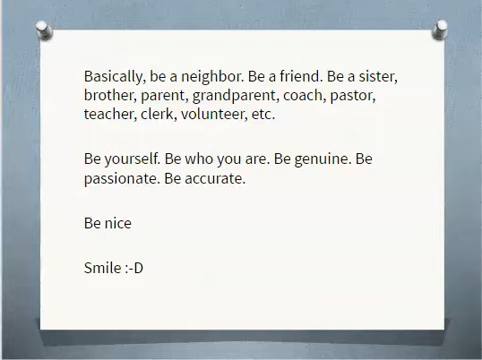 Basically, be a neighbor. Be a friend. Be a sister,
brother, parent, grandparent, coach, pastor,
teacher, clerk, volunteer, etc.
Be yourself. Be who you are. Be genuine. Be
passionate. Be accurate.
Be nice
Smile :-D